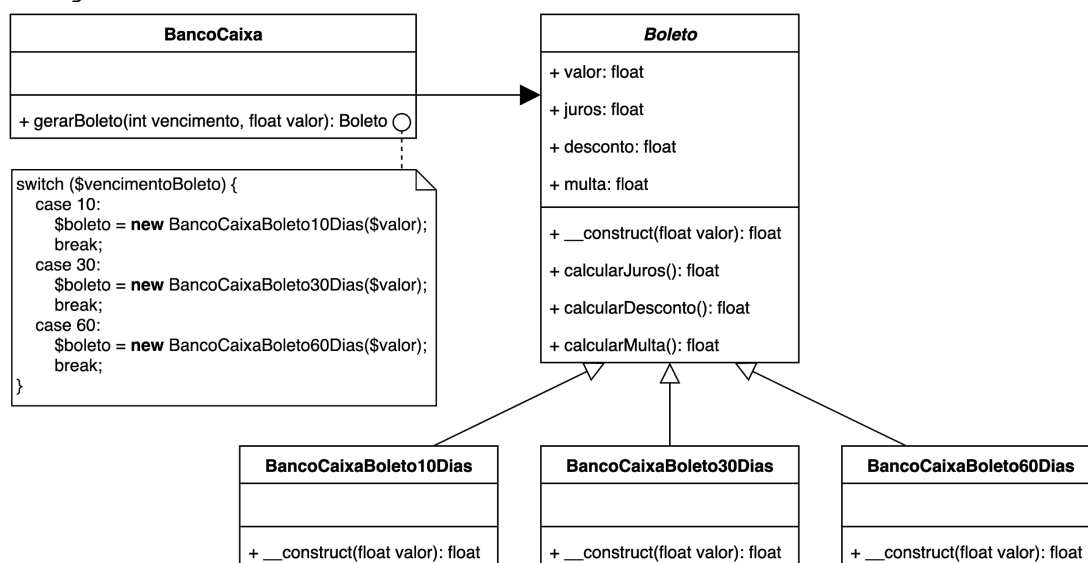 BancoCaixa
+ gerarBoleto(int vencimento, float valor): Boleto
switch ($vencimentoBoleto) {
case 10:
$boleto = new BancoCaixaBoleto10Dias($valor);
break;
case 30:
$boleto = new BancoCaixaBoleto30Dias($valor);
break;
case 60:
$boleto = new BancoCaixaBoleto60Dias($valor);
break;
}
Boleto
+ valor: float
+ juros: float
+ desconto: float
+ multa: float
+ __construct(float valor): float
+ calcularJuros(): float
+ calcularDesconto(): float
+ calcularMulta(): float
BancoCaixaBoleto10Dias
+ __construct(float valor): float
BancoCaixaBoleto30Dias
+ __construct(float valor): float
BancoCaixaBoleto60Dias
+ __construct(float valor): float